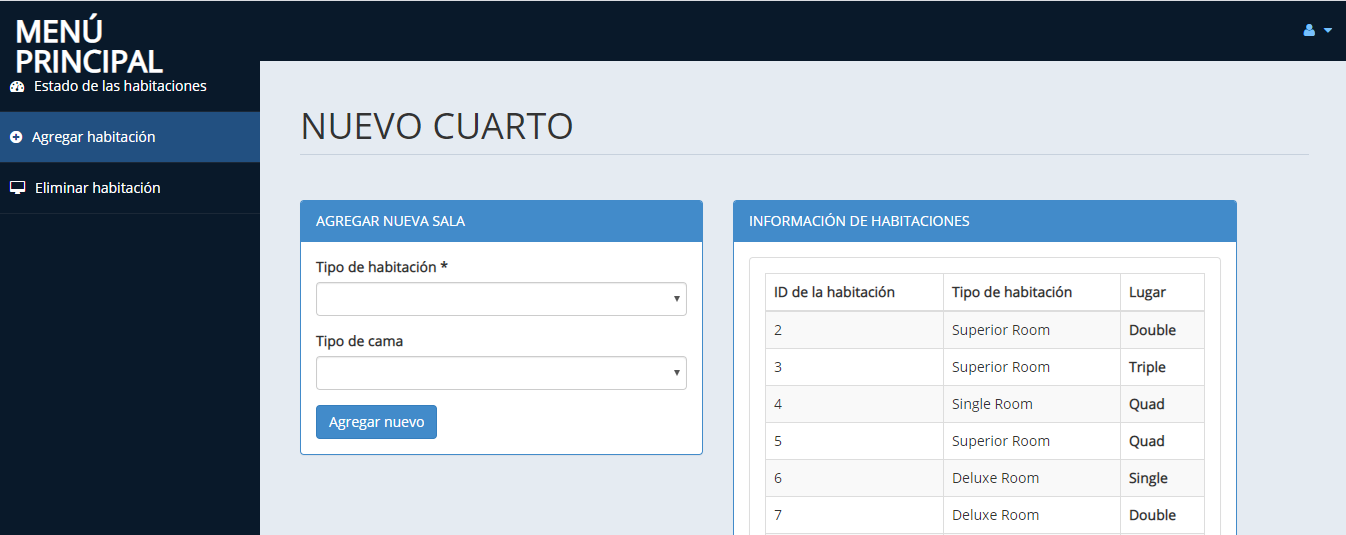 MENÚ
PRINCIPAL
Estado de las habitaciones
Agregar habitación
Eliminar habitación
NUEVO CUARTO
AGREGAR NUEVA SALA
Tipo de habitación *
Tipo de cama
Agregar nuevo
INFORMACIÓN DE HABITACIONES
ID de la habitación Tipo de habitación Lugar
2 Superior Room Double
3 Superior Room Triple
4 Single Room Quad
5 Superior Room Quad
6 Deluxe Room Single
7 Deluxe Room Double